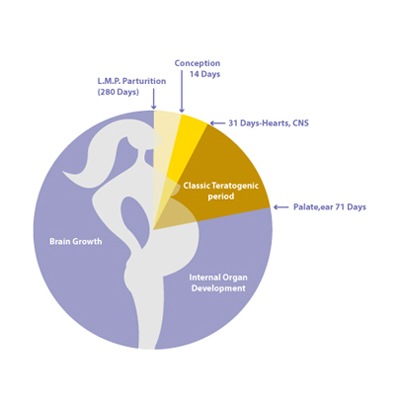 Conception
14 Days
L.M.P. Parturition
(280 Days)
31 Days-Hearts, CNS
Classic Teratogenic
period
Palate,ear 71 Days
Brain Growth
Internal Organ
Development